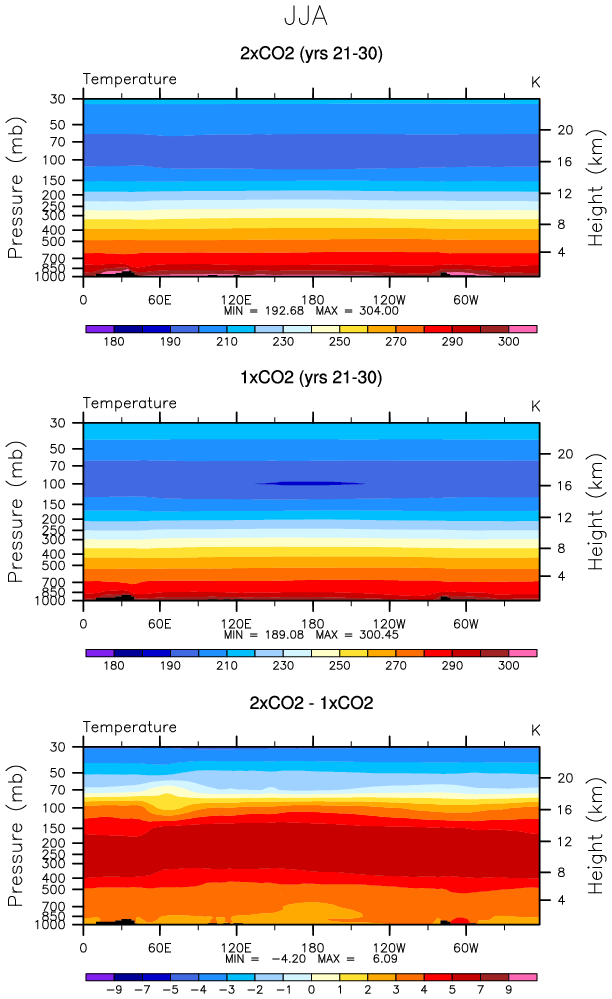 JJA
2xCO2 (yrs 21-30)
Temperature K
30
50
70
100
150
200
250
300
400
500
700
850
1000
Pressure (mb)
20
16
12
8
4
Height (km)
0 60E 120E 180 120W 60W
MIN = 192.68 MAX = 304.00
180 190 210 230 250 270 290 300
1xCO2 (yrs 21-30)
Temperature K
30
50
70
100
150
200
250
300
400
500
700
850
1000
Pressure (mb)
20
16
12
8
4
Height (km)
0 60E 120E 180 120W 60W
MIN = 189.08 MAX = 300.45
180 190 210 230 250 270 290 300
2xCO2 - 1xCO2
Temperature K
30
50
70
100
150
200
250
300
400
500
700
850
1000
Pressure (mb)
20
16
12
8
4
Height (km)
0 60E 120E 180 120W 60W
MIN = -4.20 MAX = 6.09
-9 -7 -5 -4 -3 -2 -1 0 1 2 3 4 5 7 9